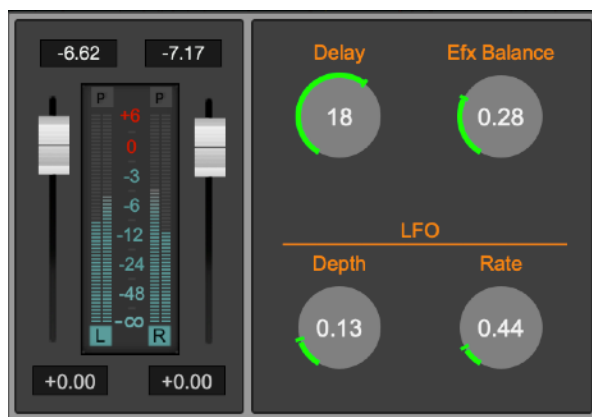 -6.62 -7.17
P P
+6
0
-3
-6
-12
-24
-48
-∞
L R
+0.00 +0.00
Delay Efx Balance
18 0.28
LFO
Depth Rate
0.13 0.44